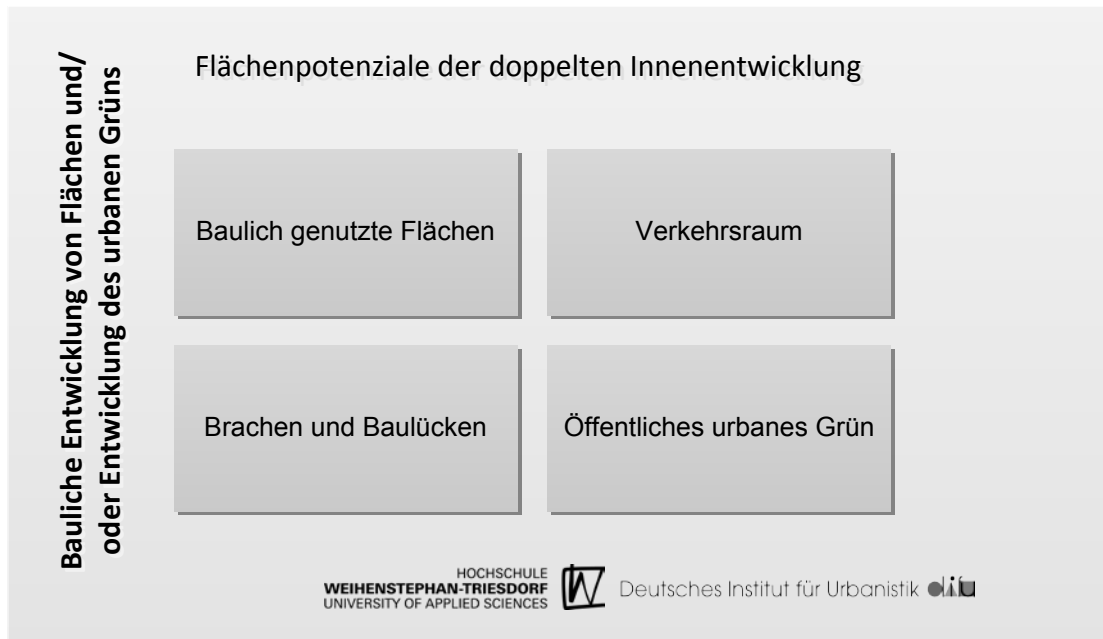 Bauliche Entwicklung von Flächen und/
oder Entwicklung des urbanen Grüns
Flächenpotenziale der doppelten Innenentwicklung
Baulich genutzte Flächen
Verkehrsraum
Brachen und Baulücken
Öffentliches urbanes Grün
HOCHSCHULE
WEIHENSTEPHAN-TRIESDORF
UNIVERSITY OF APPLIED SCIENCES
Deutsches Institut für Urbanistik difu